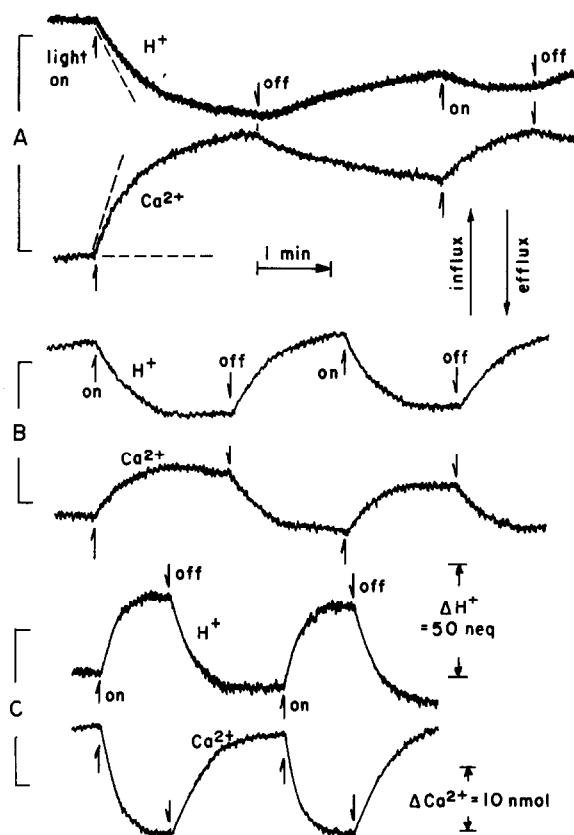 H+
light on
off
off
on
A
Ca2+
1 min
influx
efflux
H+
on
off
on
off
B
Ca2+
off
off
H+
ΔH+ = 50 neq
on
on
C
Ca2+
ΔCa2+ = 10 nmol